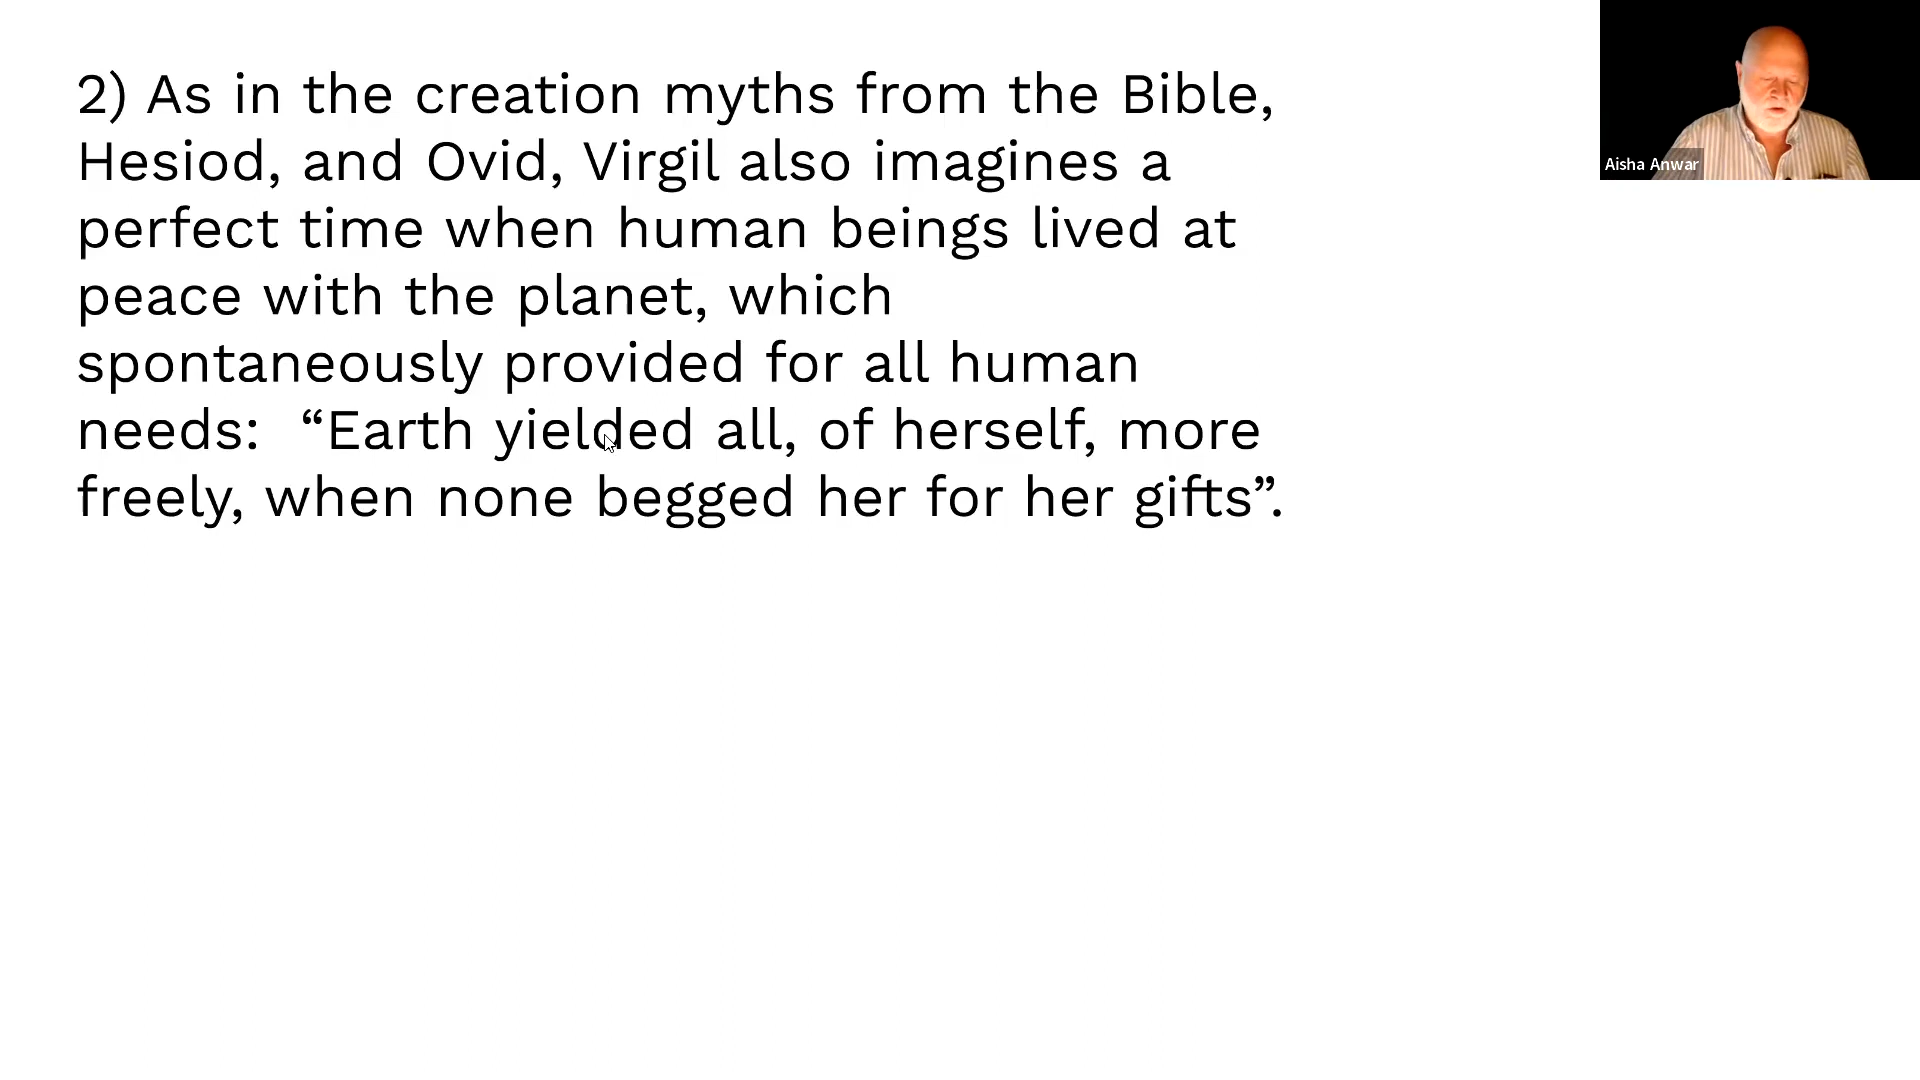 2) As in the creation myths from the Bible,
Hesiod, and Ovid, Virgil also imagines a
perfect time when human beings lived at
peace with the planet, which
spontaneously provided for all human
needs:  “Earth yielded all, of herself, more
freely, when none begged her for her gifts”.
Aisha Anwar